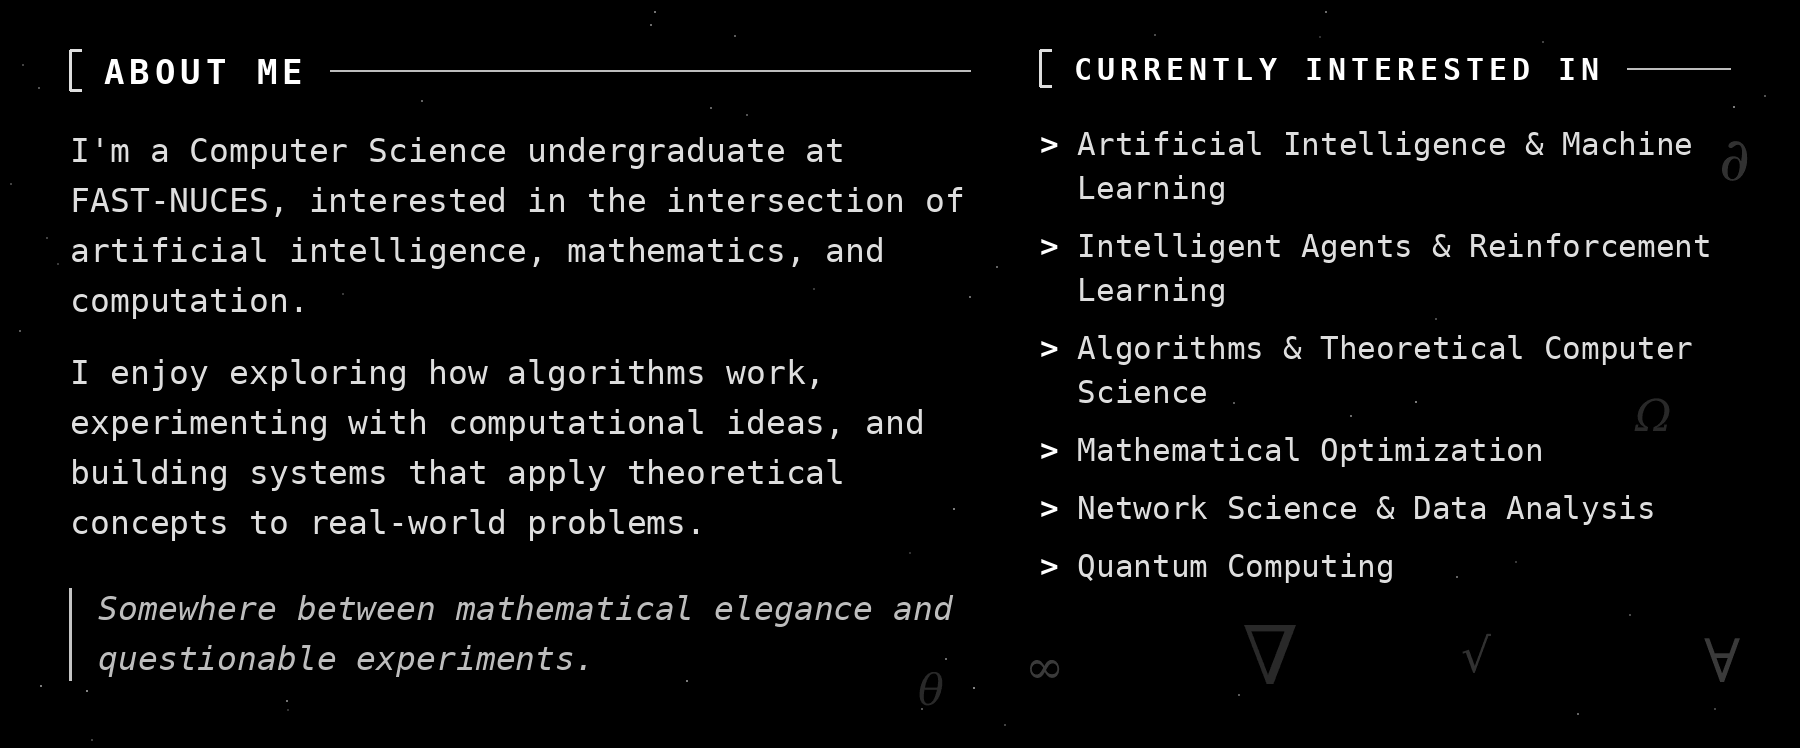 ABOUT ME
I'm a Computer Science undergraduate at
FAST-NUCES, interested in the intersection of
artificial intelligence, mathematics, and
computation.
I enjoy exploring how algorithms work,
experimenting with computational ideas, and
building systems that apply theoretical
concepts to real-world problems.
Somewhere between mathematical elegance and
questionable experiments.
CURRENTLY INTERESTED IN
> Artificial Intelligence & Machine
Learning
> Intelligent Agents & Reinforcement
Learning
> Algorithms & Theoretical Computer
Science
> Mathematical Optimization
> Network Science & Data Analysis
> Quantum Computing
∂
Ω
θ ∞ ∇ √ ∀